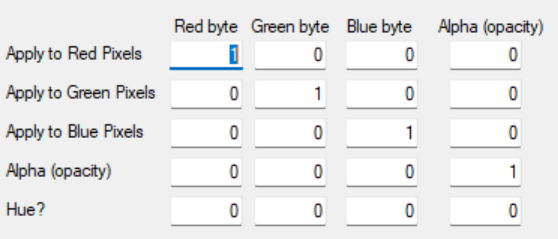 Red byte Green byte Blue byte Alpha (opacity)
Apply to Red Pixels 1 0 0 0
Apply to Green Pixels 0 1 0 0
Apply to Blue Pixels 0 0 1 0
Alpha (opacity) 0 0 0 1
Hue? 0 0 0 0